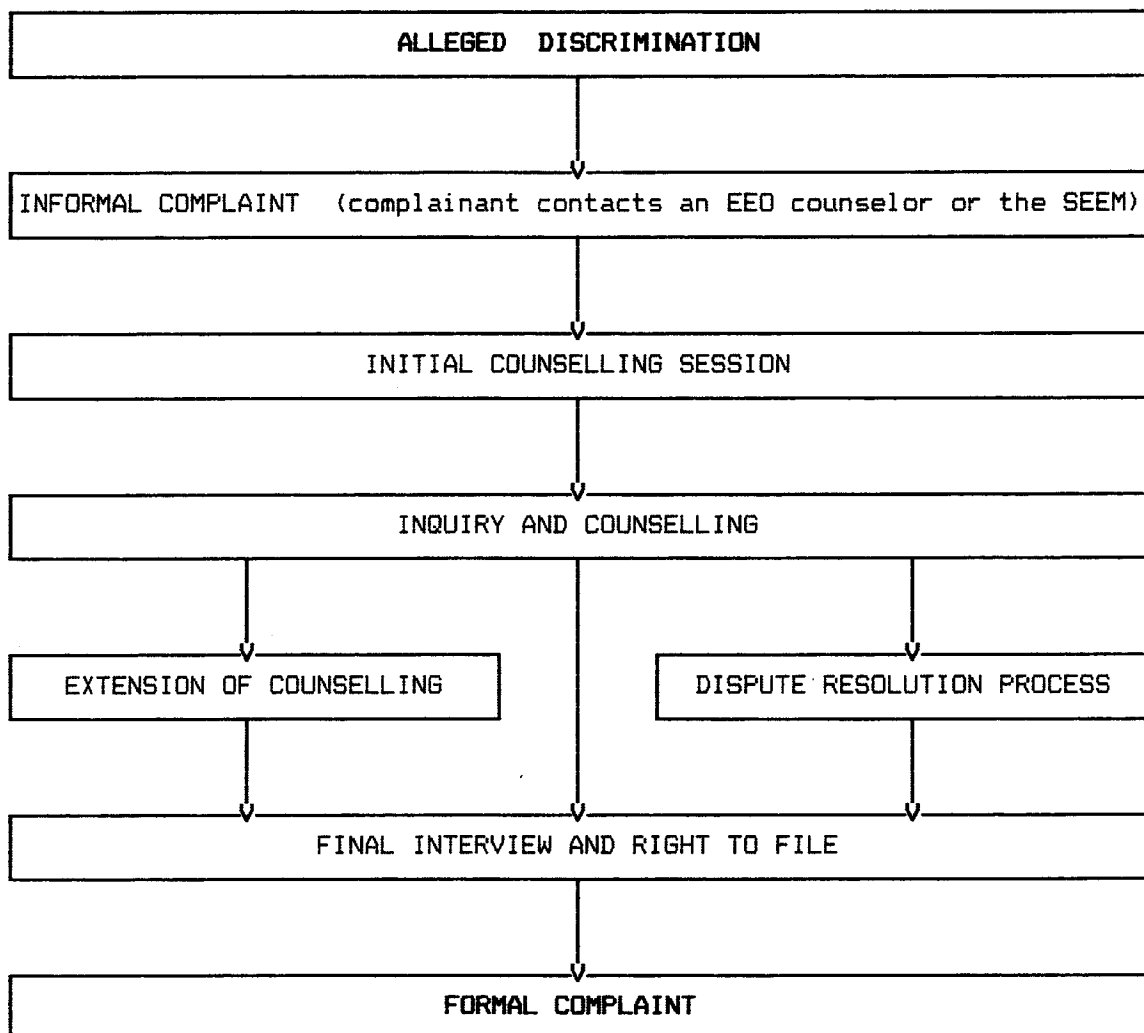 ALLEGED DISCRIMINATION
INFORMAL COMPLAINT (complainant contacts an EEO counselor or the SEEM)
INITIAL COUNSELLING SESSION
INQUIRY AND COUNSELLING
EXTENSION OF COUNSELLING
DISPUTE RESOLUTION PROCESS
FINAL INTERVIEW AND RIGHT TO FILE
FORMAL COMPLAINT